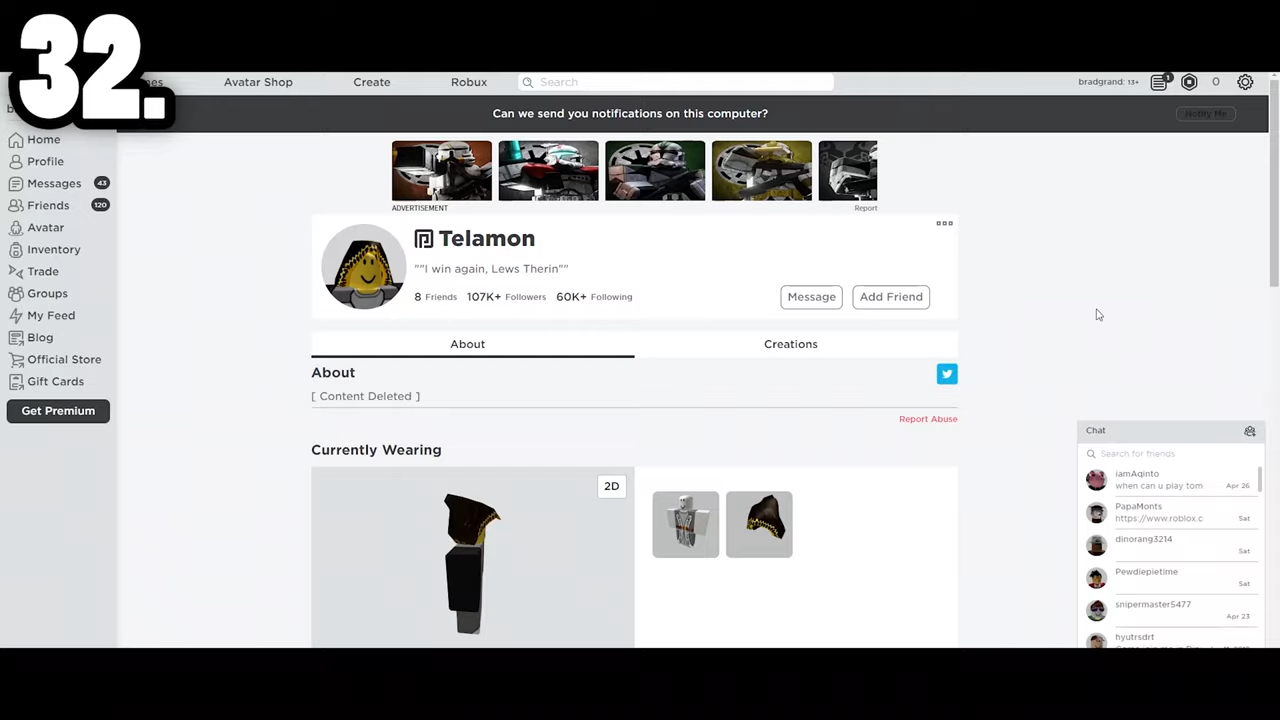 32.
Avatar Shop
Create
Robux
Search
bradgrand: 13+
1
0
Can we send you notifications on this computer?
Notify Me
Home
Profile
Messages 43
Friends 120
Avatar
Inventory
Trade
Groups
My Feed
Blog
Official Store
Gift Cards
Get Premium
ADVERTISEMENT
Report
Telamon
""I win again, Lews Therin""
8 Friends 107K+ Followers 60K+ Following
Message
Add Friend
About
Creations
About
[ Content Deleted ]
Report Abuse
Currently Wearing
2D
Chat
Search for friends
iamAqinto
when can u play tom Apr 26
PapaMonts
https://www.roblox.c Sat
dinorang3214
Sat
Pewdiepietime
Sat
snipermaster5477
Apr 23
hyutrsdrt